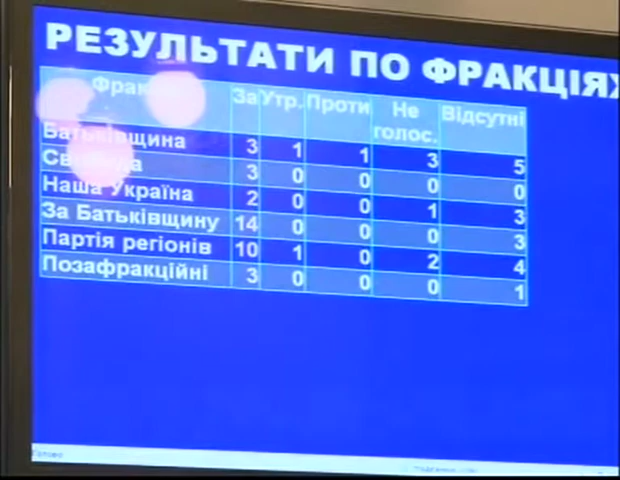 РЕЗУЛЬТАТИ ПО ФРАКЦІЯХ
За Утр. Проти Не голос. Відсутні
Батьківщина 3 1 1 3 5
Свобода 3 0 0 0 0
Наша Україна 2 0 0 1 3
За Батьківщину 14 0 0 0 3
Партія регіонів 10 1 0 2 4
Позафракційні 3 0 0 0 1